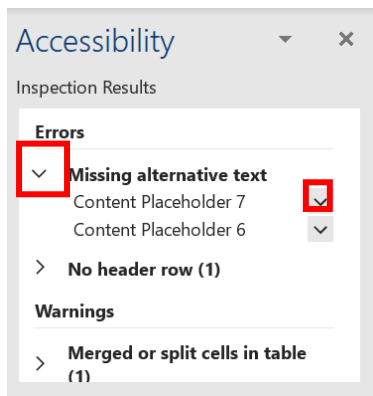 Accessibility
Inspection Results
Errors
Missing alternative text
Content Placeholder 7
Content Placeholder 6
No header row (1)
Warnings
Merged or split cells in table
(1)